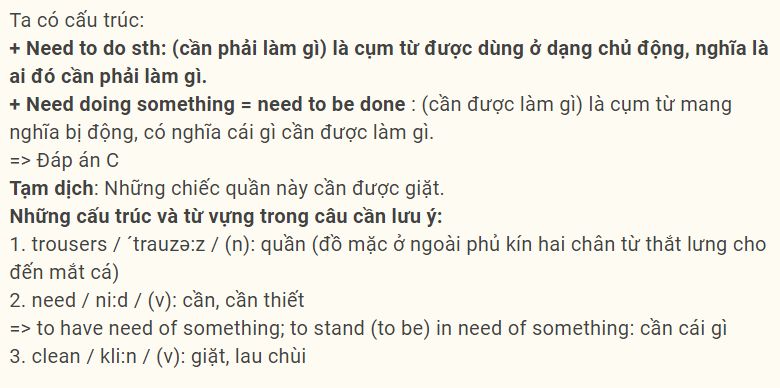 Ta có cấu trúc:
+ Need to do sth: (cần phải làm gì) là cụm từ được dùng ở dạng chủ động, nghĩa là
ai đó cần phải làm gì.
+ Need doing something = need to be done : (cần được làm gì) là cụm từ mang
nghĩa bị động, có nghĩa cái gì cần được làm gì.
=> Đáp án C
Tạm dịch: Những chiếc quần này cần được giặt.
Những cấu trúc và từ vựng trong câu cần lưu ý:
1. trousers / ´trauzə:z / (n): quần (đồ mặc ở ngoài phủ kín hai chân từ thắt lưng cho
đến mắt cá)
2. need / ni:d / (v): cần, cần thiết
=> to have need of something; to stand (to be) in need of something: cần cái gì
3. clean / kli:n / (v): giặt, lau chùi